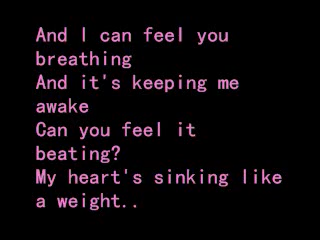 And I can feel you
breathing
And it's keeping me
awake
Can you feel it
beating?
My heart's sinking like
a weight..